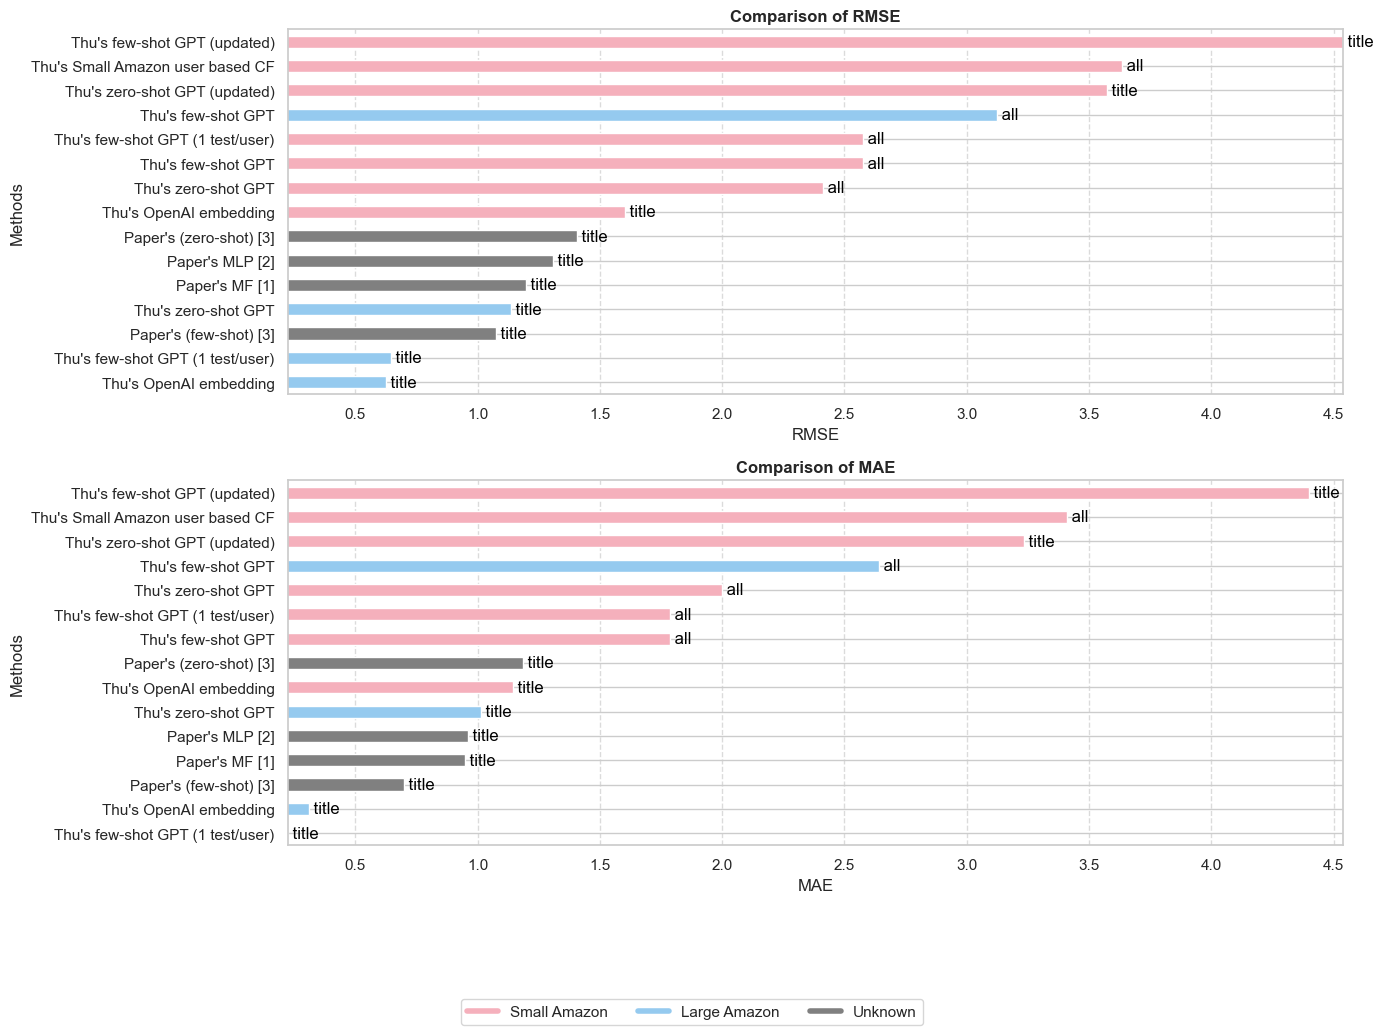 Comparison of RMSE
Thu's few-shot GPT (updated) title
Thu's Small Amazon user based CF all
Thu's zero-shot GPT (updated) title
Thu's few-shot GPT all
Thu's few-shot GPT (1 test/user) all
Thu's few-shot GPT all
Thu's zero-shot GPT all
Thu's OpenAI embedding title
Paper's (zero-shot) [3] title
Paper's MLP [2] title
Paper's MF [1] title
Thu's zero-shot GPT title
Paper's (few-shot) [3] title
Thu's few-shot GPT (1 test/user) title
Thu's OpenAI embedding title
Methods
0.5 1.0 1.5 2.0 2.5 3.0 3.5 4.0 4.5
RMSE
Comparison of MAE
Thu's few-shot GPT (updated) title
Thu's Small Amazon user based CF all
Thu's zero-shot GPT (updated) title
Thu's few-shot GPT all
Thu's zero-shot GPT all
Thu's few-shot GPT (1 test/user) all
Thu's few-shot GPT all
Paper's (zero-shot) [3] title
Thu's OpenAI embedding title
Thu's zero-shot GPT title
Paper's MLP [2] title
Paper's MF [1] title
Paper's (few-shot) [3] title
Thu's OpenAI embedding title
Thu's few-shot GPT (1 test/user) title
Methods
0.5 1.0 1.5 2.0 2.5 3.0 3.5 4.0 4.5
MAE
Small Amazon Large Amazon Unknown